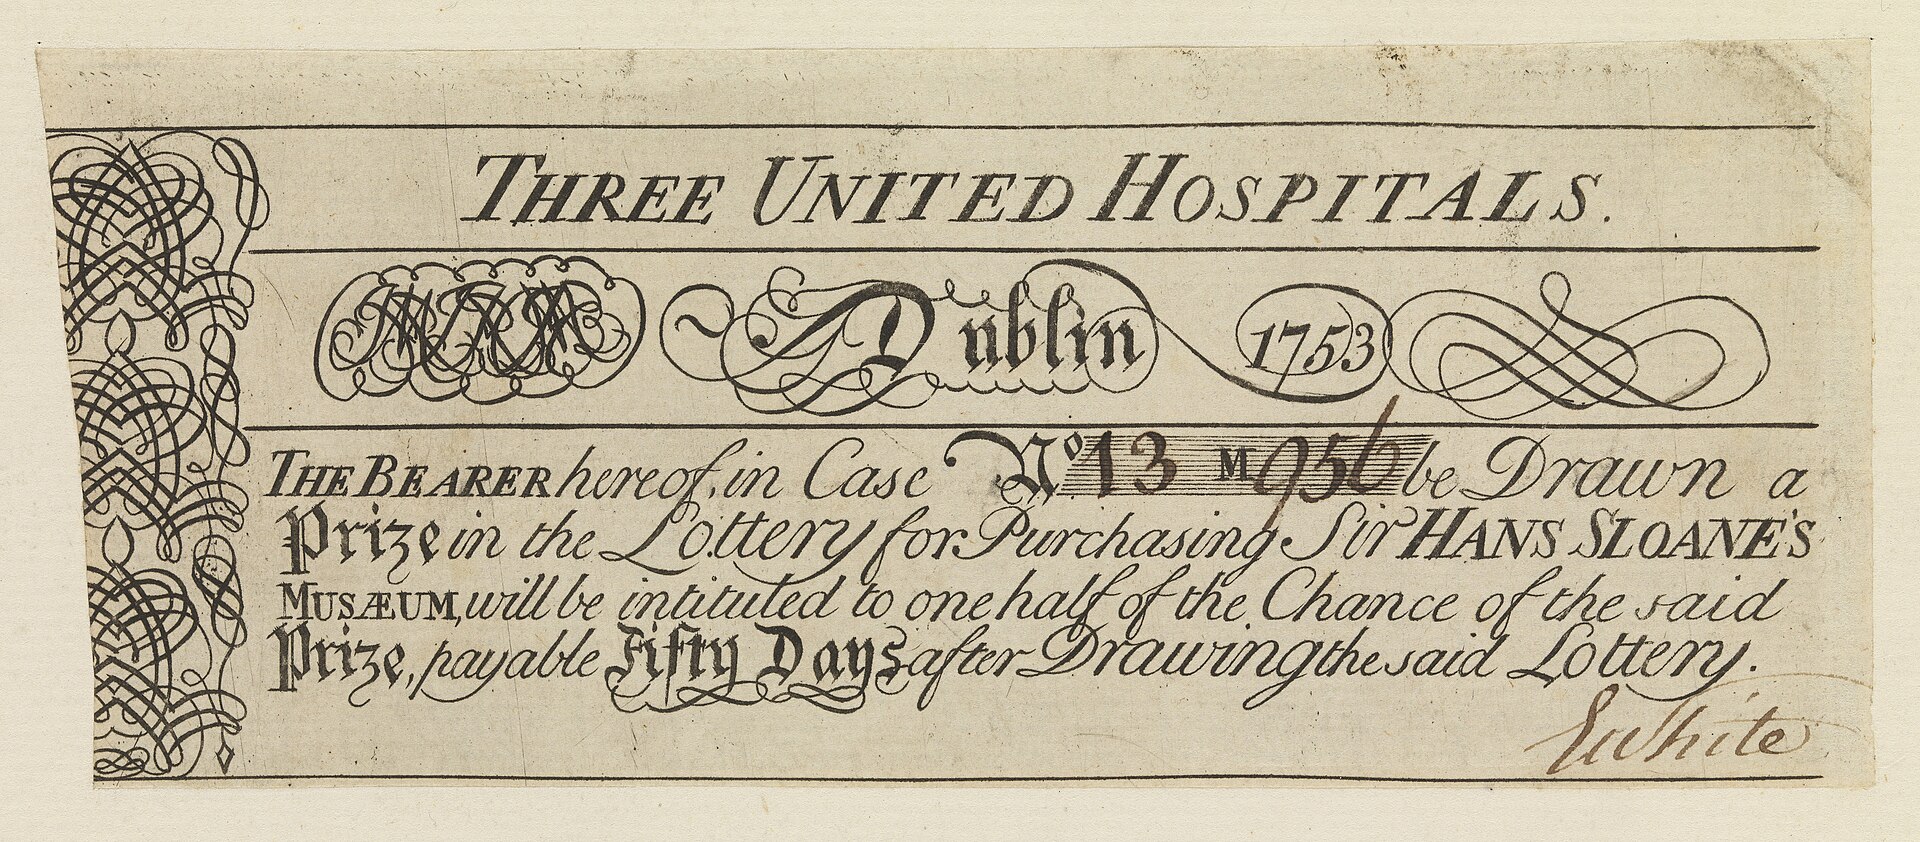 THREE UNITED HOSPITALS.
Dublin 1753
THE BEARER hereof, in Case No 13 M 956 be Drawn a
Prize in the Lottery for Purchasing Sir HANS SLOANE'S
MUSÆUM, will be intituled to one half of the Chance of the said
Prize, payable Fifty Days after Drawing the said Lottery.
EWhite